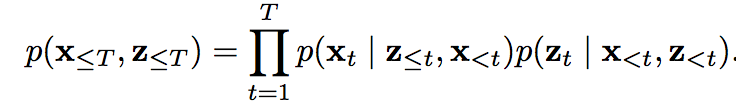 p(𝐱≤T, 𝐳≤T) = ∏_{t=1}^{T} p(𝐱t | 𝐳≤t, 𝐱<t)p(𝐳t | 𝐱<t, 𝐳<t).